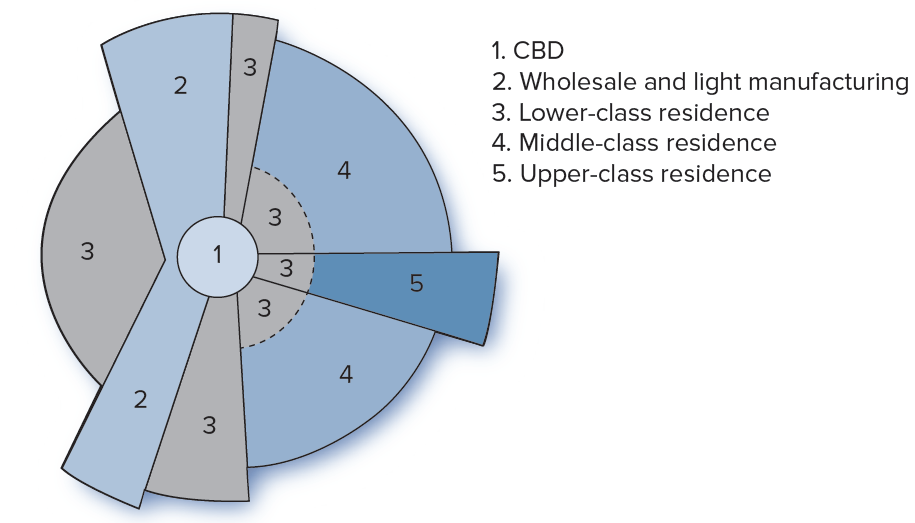 1. CBD
2. Wholesale and light manufacturing
3. Lower-class residence
4. Middle-class residence
5. Upper-class residence
2
3
4
3
3
1
3
5
3
4
2
3